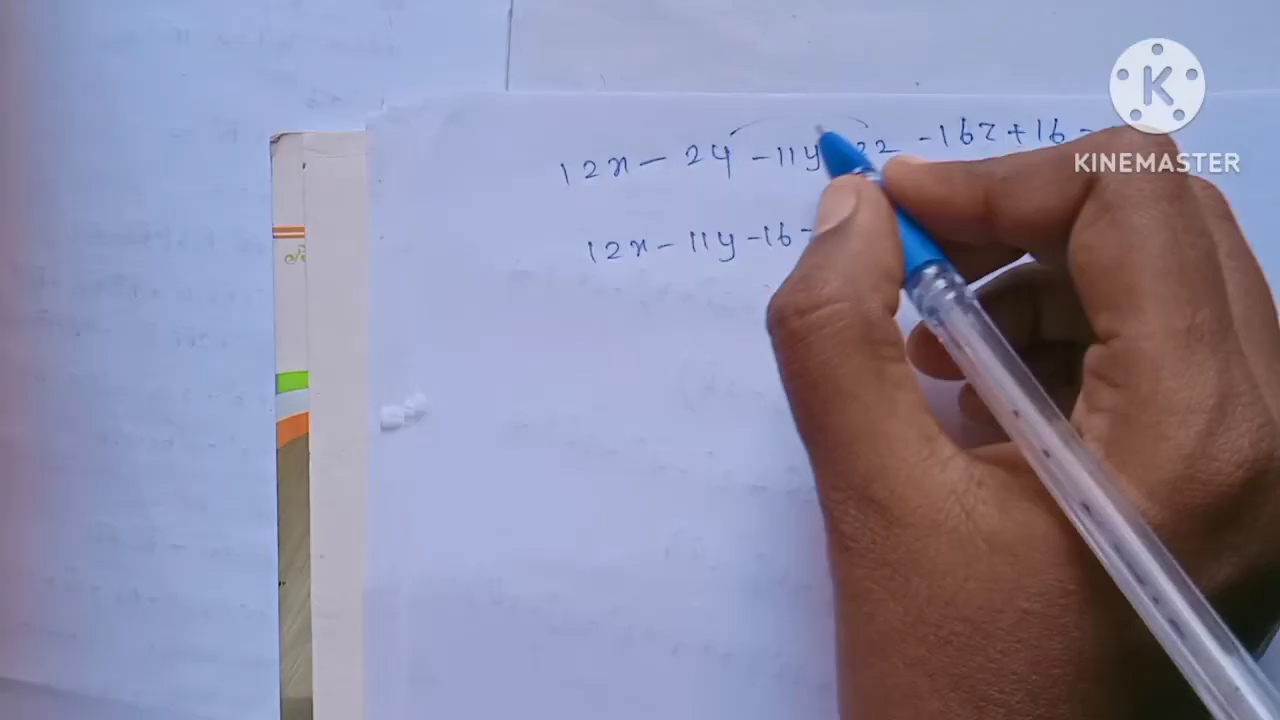 12x - 24 - 11y 22 - 16z + 16 -
12x - 11y - 16 -
KINEMASTER